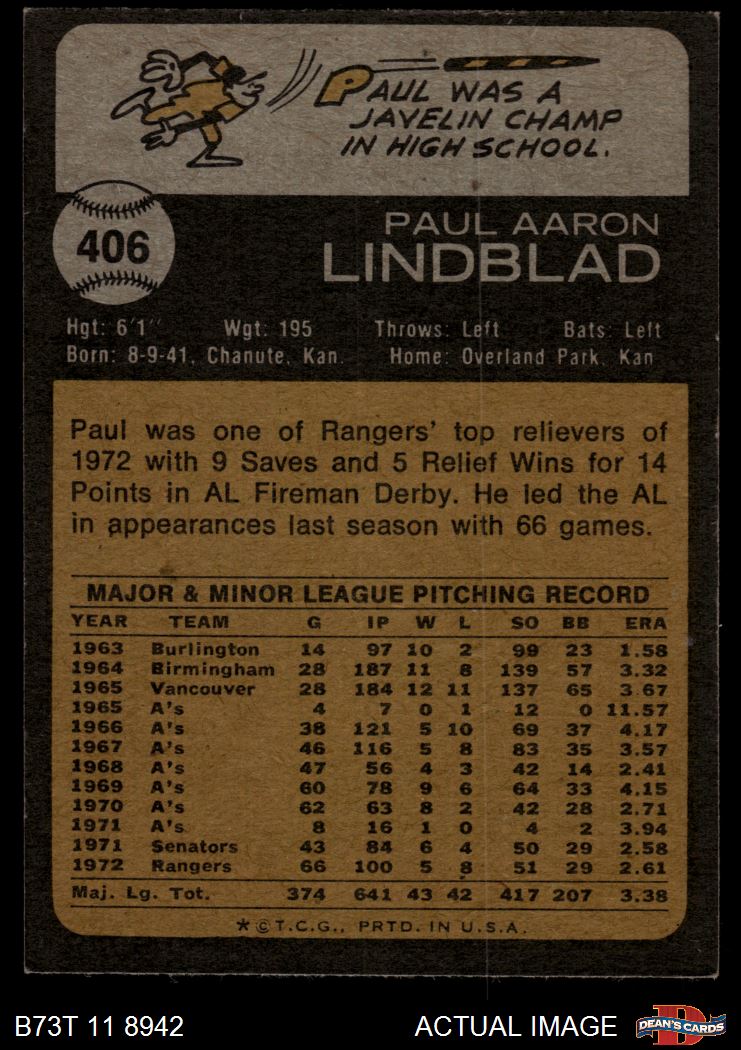 PAUL WAS A
JAVELIN CHAMP
IN HIGH SCHOOL.
406
PAUL AARON
LINDBLAD
Hgt: 6'1" Wgt: 195 Throws: Left Bats: Left
Born: 8-9-41, Chanute, Kan. Home: Overland Park, Kan
Paul was one of Rangers' top relievers of
1972 with 9 Saves and 5 Relief Wins for 14
Points in AL Fireman Derby. He led the AL
in appearances last season with 66 games.
MAJOR & MINOR LEAGUE PITCHING RECORD
YEAR TEAM G IP W L SO BB ERA
1963 Burlington 14 97 10 2 99 23 1.58
1964 Birmingham 28 187 11 8 139 57 3.32
1965 Vancouver 28 184 12 11 137 65 3.67
1965 A's 4 7 0 1 12 0 11.57
1966 A's 38 121 5 10 69 37 4.17
1967 A's 46 116 5 8 83 35 3.57
1968 A's 47 56 4 3 42 14 2.41
1969 A's 60 78 9 6 64 33 4.15
1970 A's 62 63 8 2 42 28 2.71
1971 A's 8 16 1 0 4 2 3.94
1971 Senators 43 84 6 4 50 29 2.58
1972 Rangers 66 100 5 8 51 29 2.61
Maj. Lg. Tot. 374 641 43 42 417 207 3.38
*© T.C.G., PRTD. IN U.S.A.
B73T 11 8942 ACTUAL IMAGE D DEAN'S CARDS